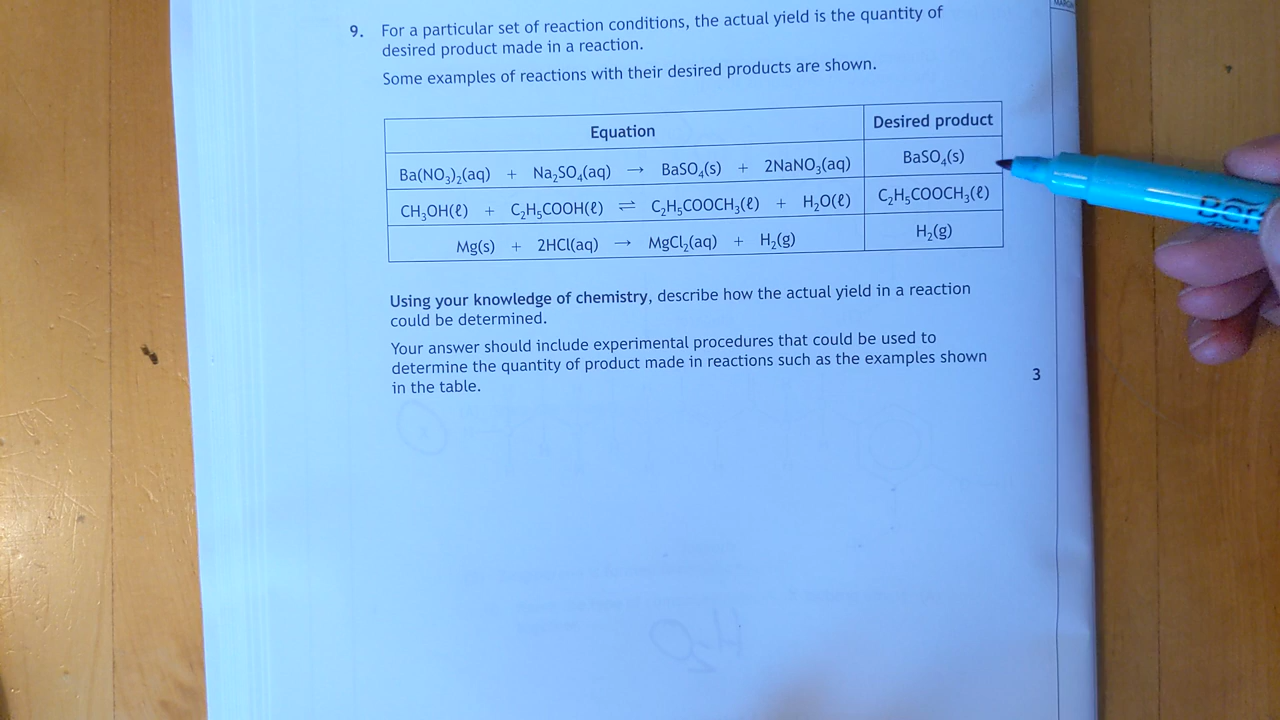 9. For a particular set of reaction conditions, the actual yield is the quantity of
desired product made in a reaction.
Some examples of reactions with their desired products are shown.
Equation Desired product
Ba(NO₃)₂(aq) + Na₂SO₄(aq) → BaSO₄(s) + 2NaNO₃(aq) BaSO₄(s)
CH₃OH(ℓ) + C₂H₅COOH(ℓ) ⇌ C₂H₅COOCH₃(ℓ) + H₂O(ℓ) C₂H₅COOCH₃(ℓ)
Mg(s) + 2HCl(aq) → MgCl₂(aq) + H₂(g) H₂(g)
Using your knowledge of chemistry, describe how the actual yield in a reaction
could be determined.
Your answer should include experimental procedures that could be used to
determine the quantity of product made in reactions such as the examples shown
in the table.
3